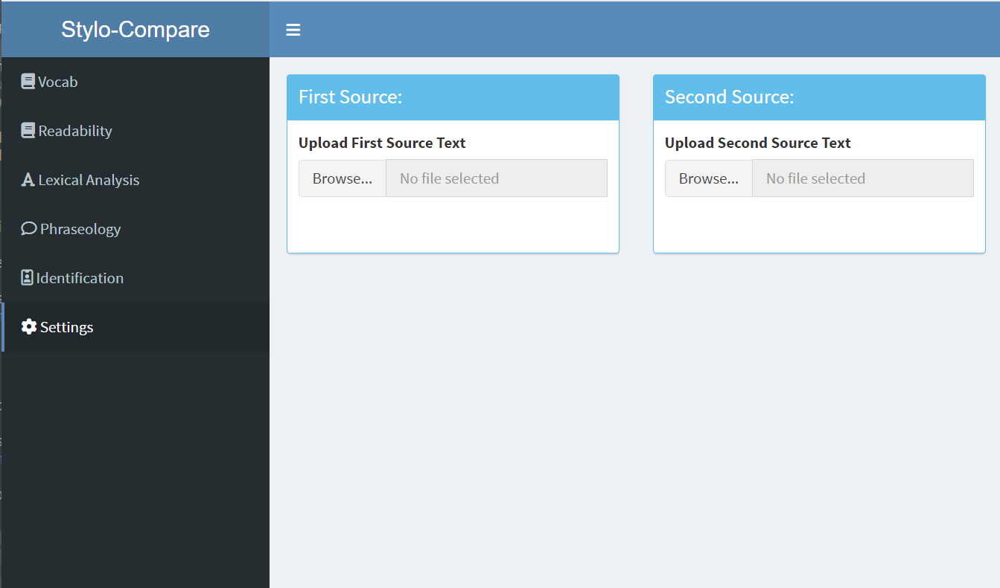 Stylo-Compare
Vocab
Readability
Lexical Analysis
Phraseology
Identification
Settings
First Source:
Upload First Source Text
Browse... No file selected
Second Source:
Upload Second Source Text
Browse... No file selected